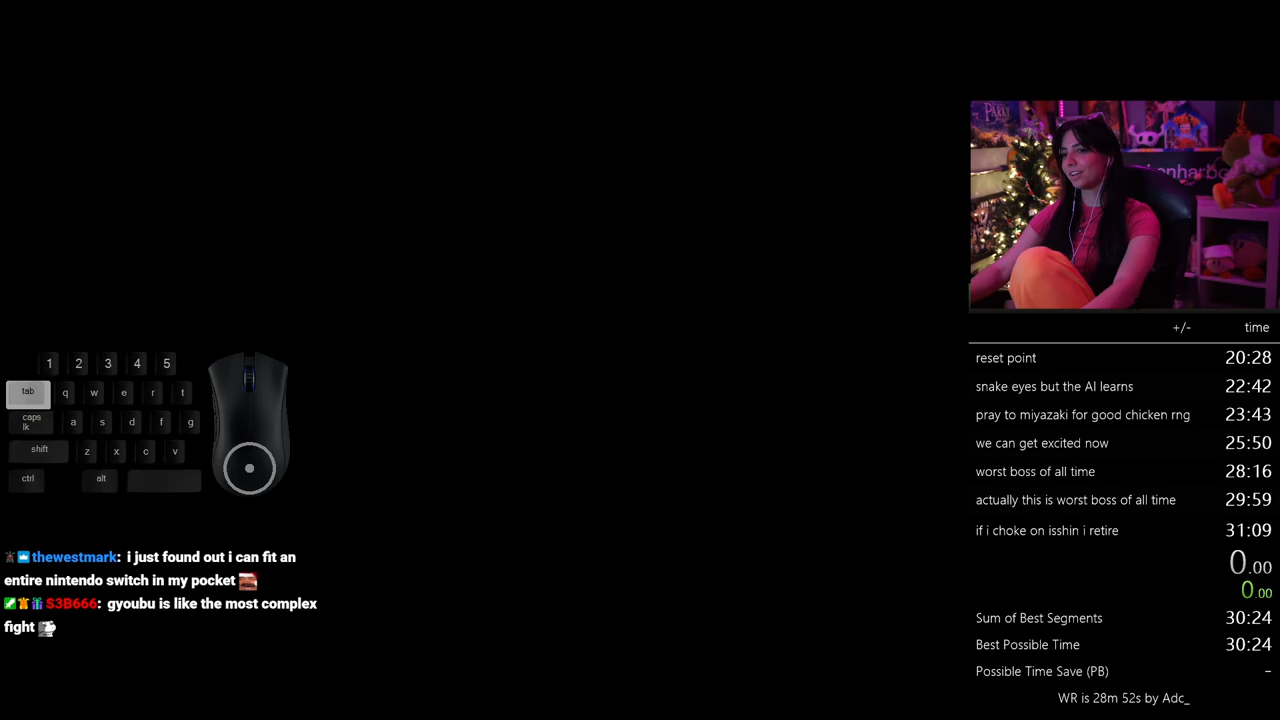 PARKY
enharbo
+/- time
reset point 20:28
snake eyes but the AI learns 22:42
pray to miyazaki for good chicken rng 23:43
we can get excited now 25:50
worst boss of all time 28:16
actually this is worst boss of all time 29:59
if i choke on isshin i retire 31:09
0.00
0.00
Sum of Best Segments 30:24
Best Possible Time 30:24
Possible Time Save (PB) -
WR is 28m 52s by Adc_
1 2 3 4 5
tab q w e r t
caps lk a s d f g
shift z x c v
ctrl alt
thewestmark: i just found out i can fit an
entire nintendo switch in my pocket
S3B666: gyoubu is like the most complex
fight